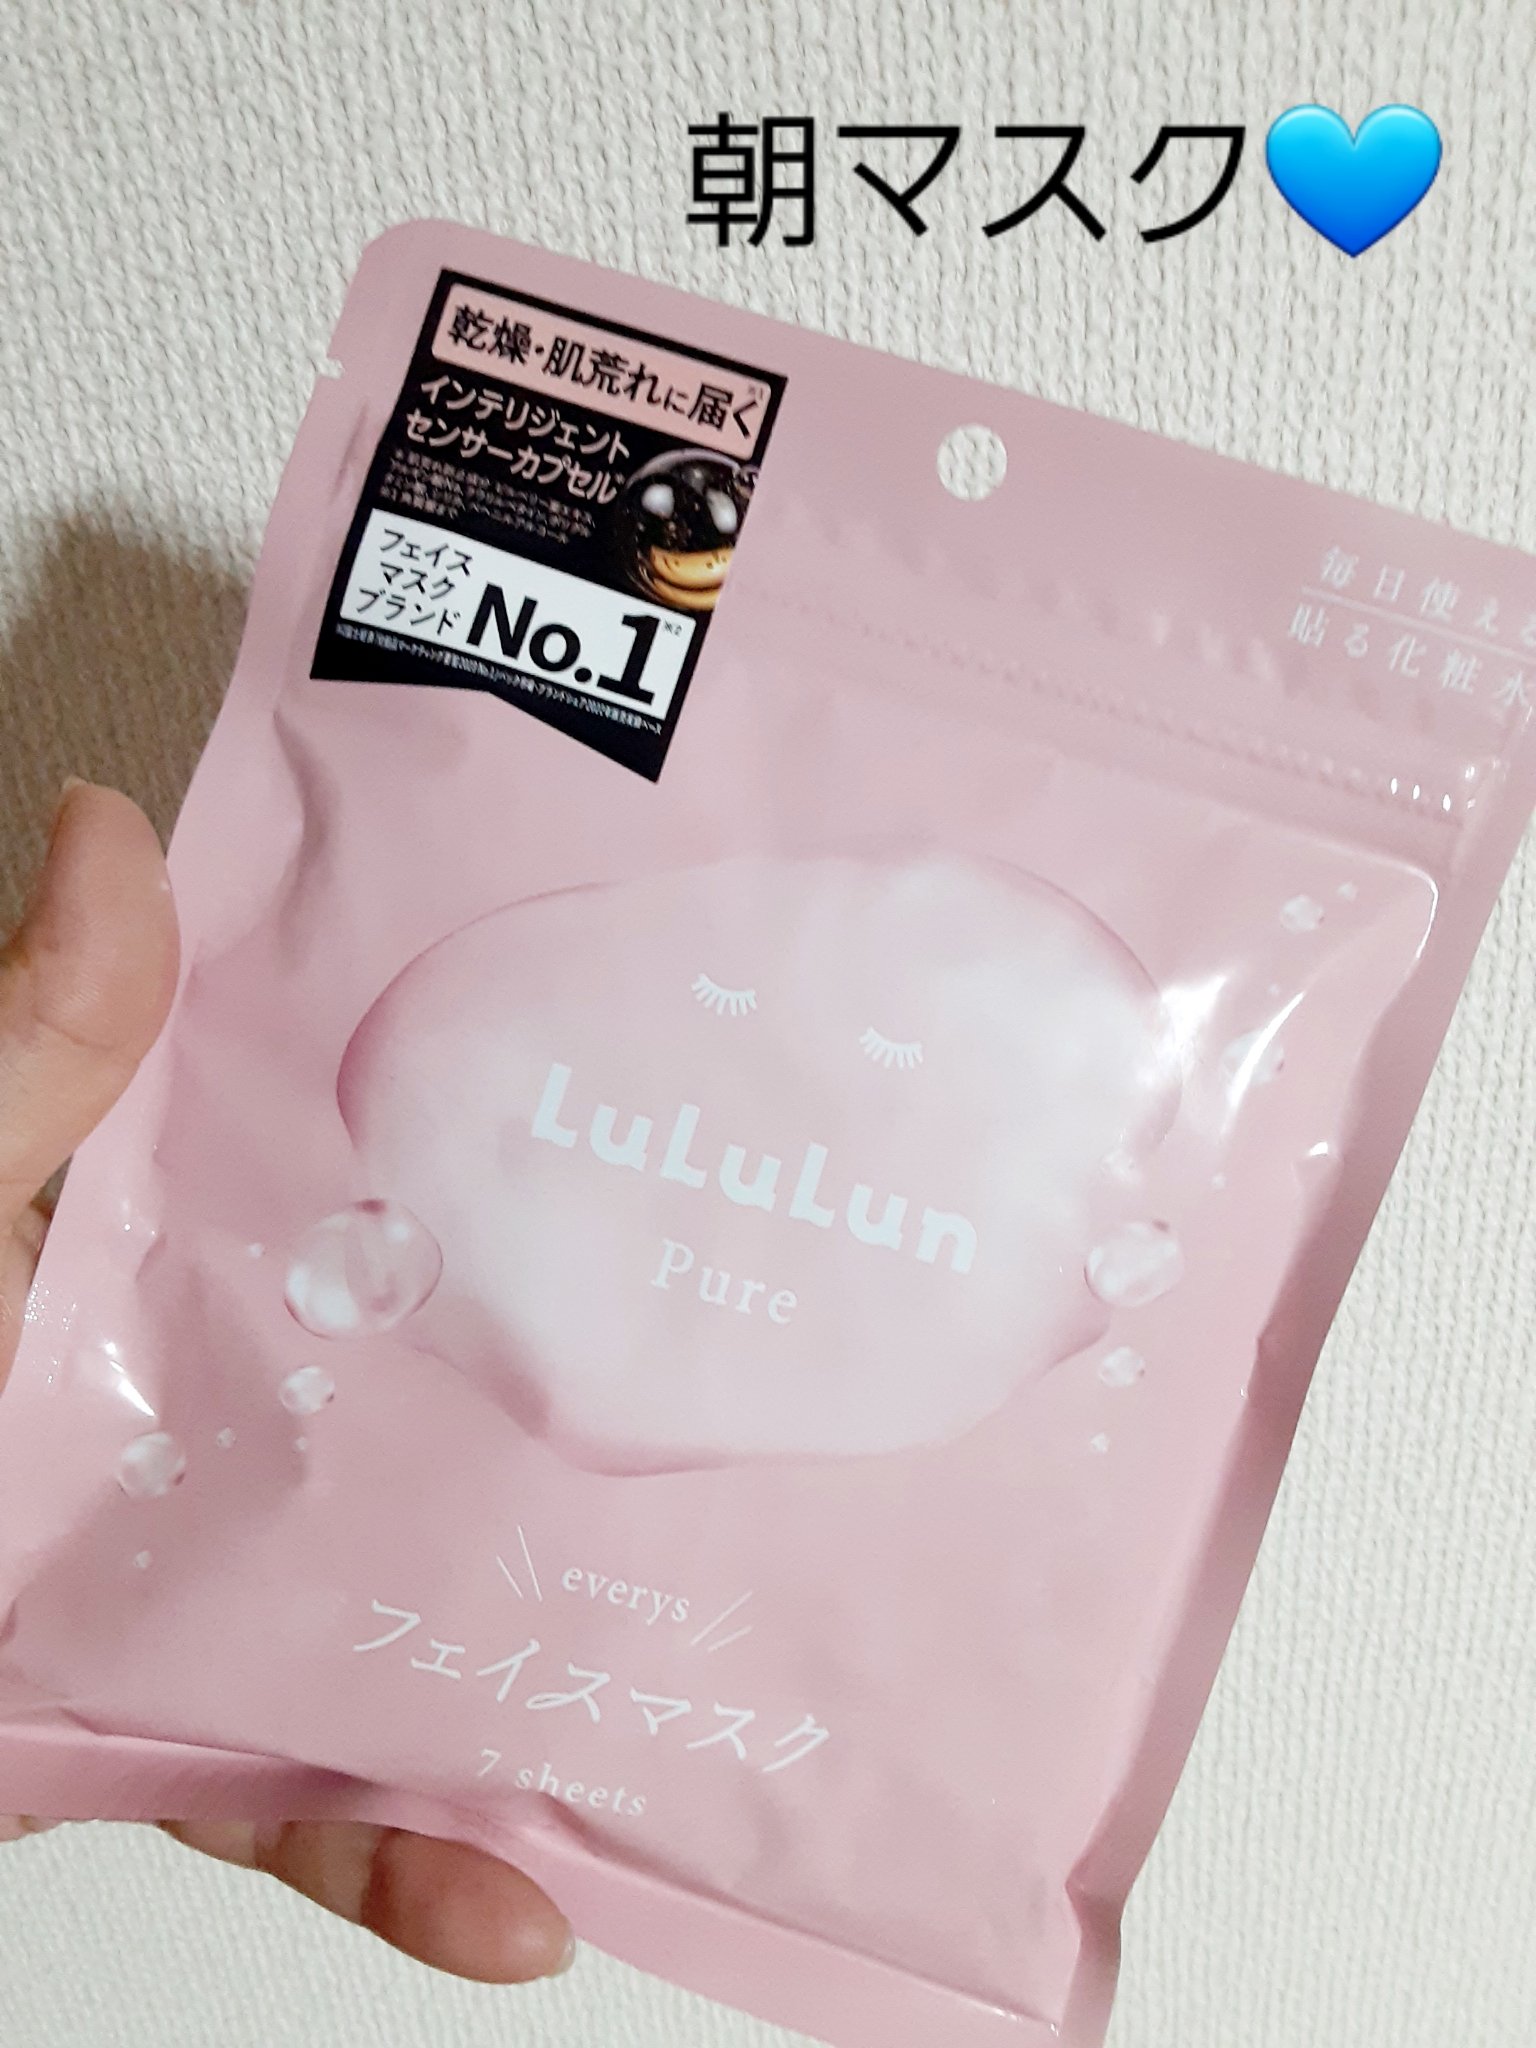 朝マスク💙
乾燥・肌荒れに届く※1
インテリジェント
センサーカプセル*
フェイス
マスク
ブランド
No.1※2
毎日使える
貼る化粧水
LuLuLun
Pure
everys
フェイスマスク
7 sheets